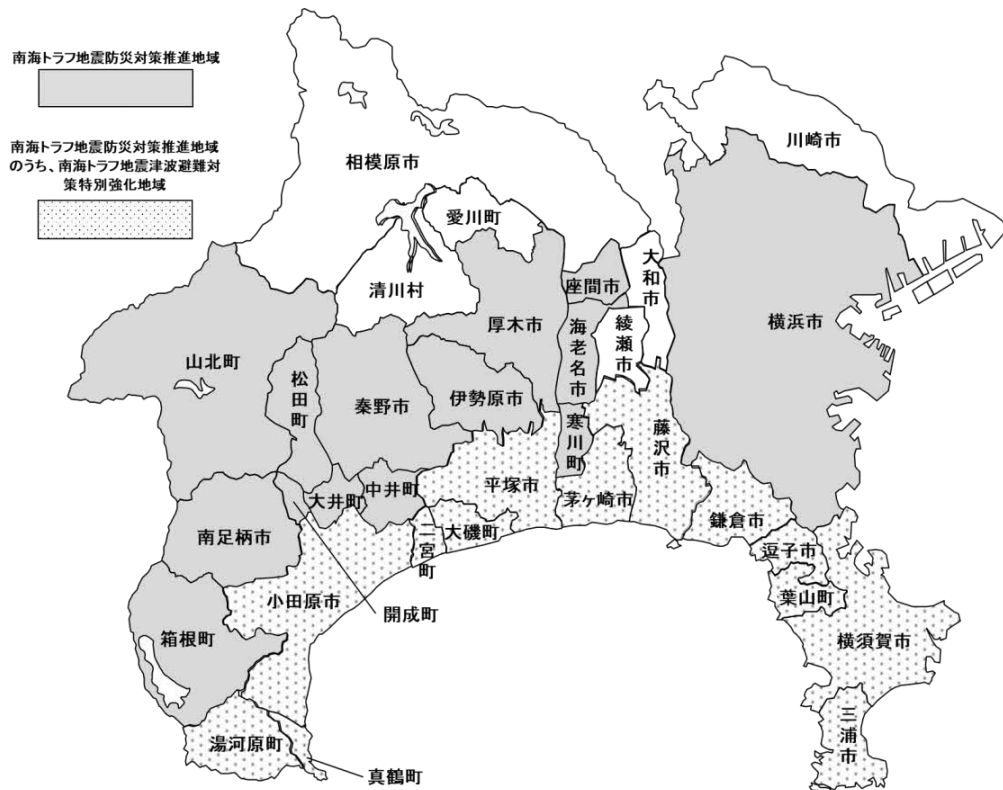 南海トラフ地震防災対策推進地域
南海トラフ地震防災対策推進地域
のうち、南海トラフ地震津波避難対
策特別強化地域
川崎市
相模原市
愛川町
大和市
清川村
座間市
横浜市
厚木市
海老名市
綾瀬市
山北町
松田町
秦野市
伊勢原市
寒川町
藤沢市
大井町
中井町
平塚市
茅ヶ崎市
南足柄市
二宮町
大磯町
鎌倉市
逗子市
小田原市
開成町
葉山町
箱根町
横須賀市
三浦市
湯河原町
真鶴町